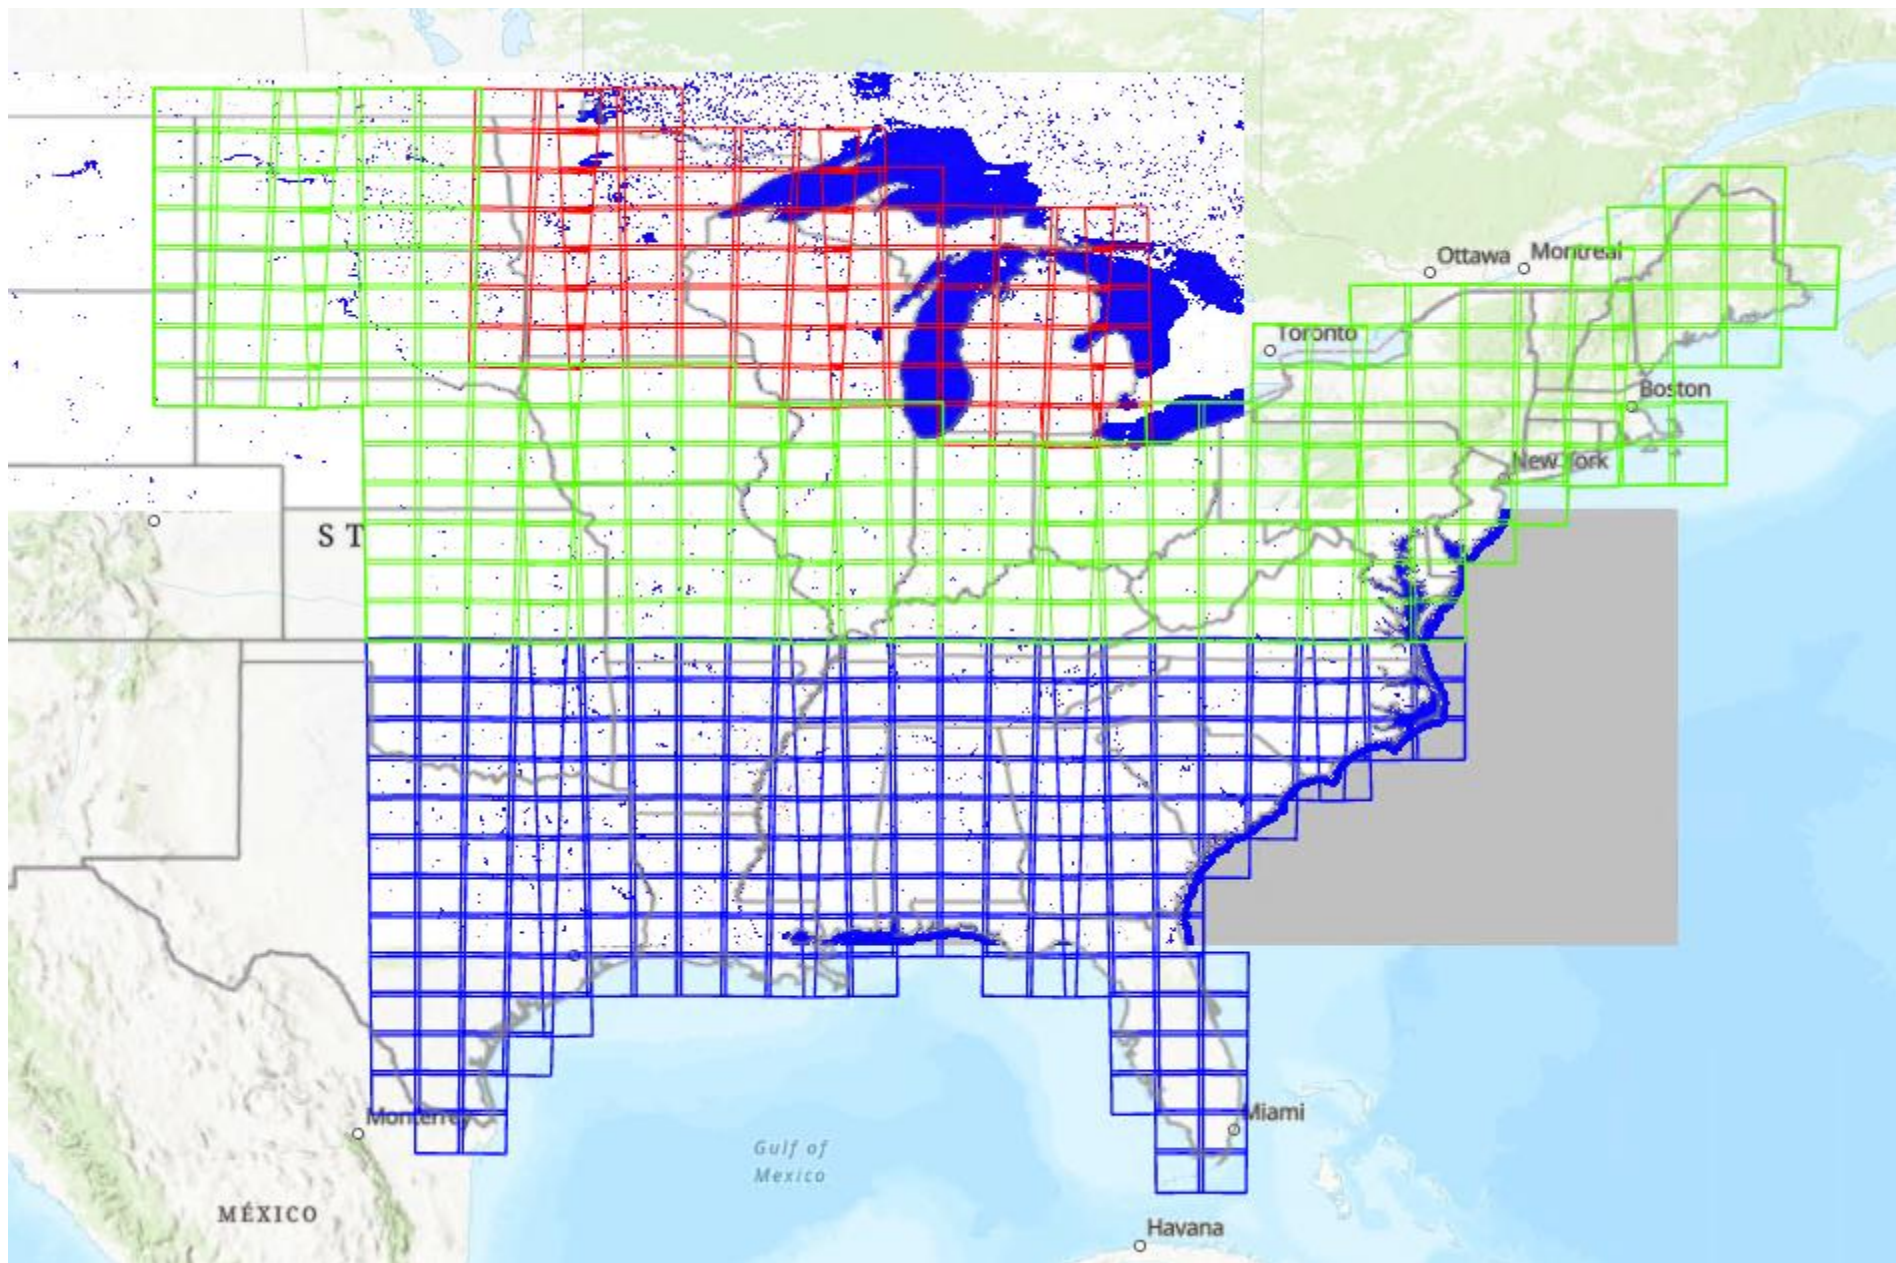 Ottawa
Montreal
Toronto
Boston
New York
S T
Monterrey
Miami
Gulf of
Mexico
MÉXICO
Havana